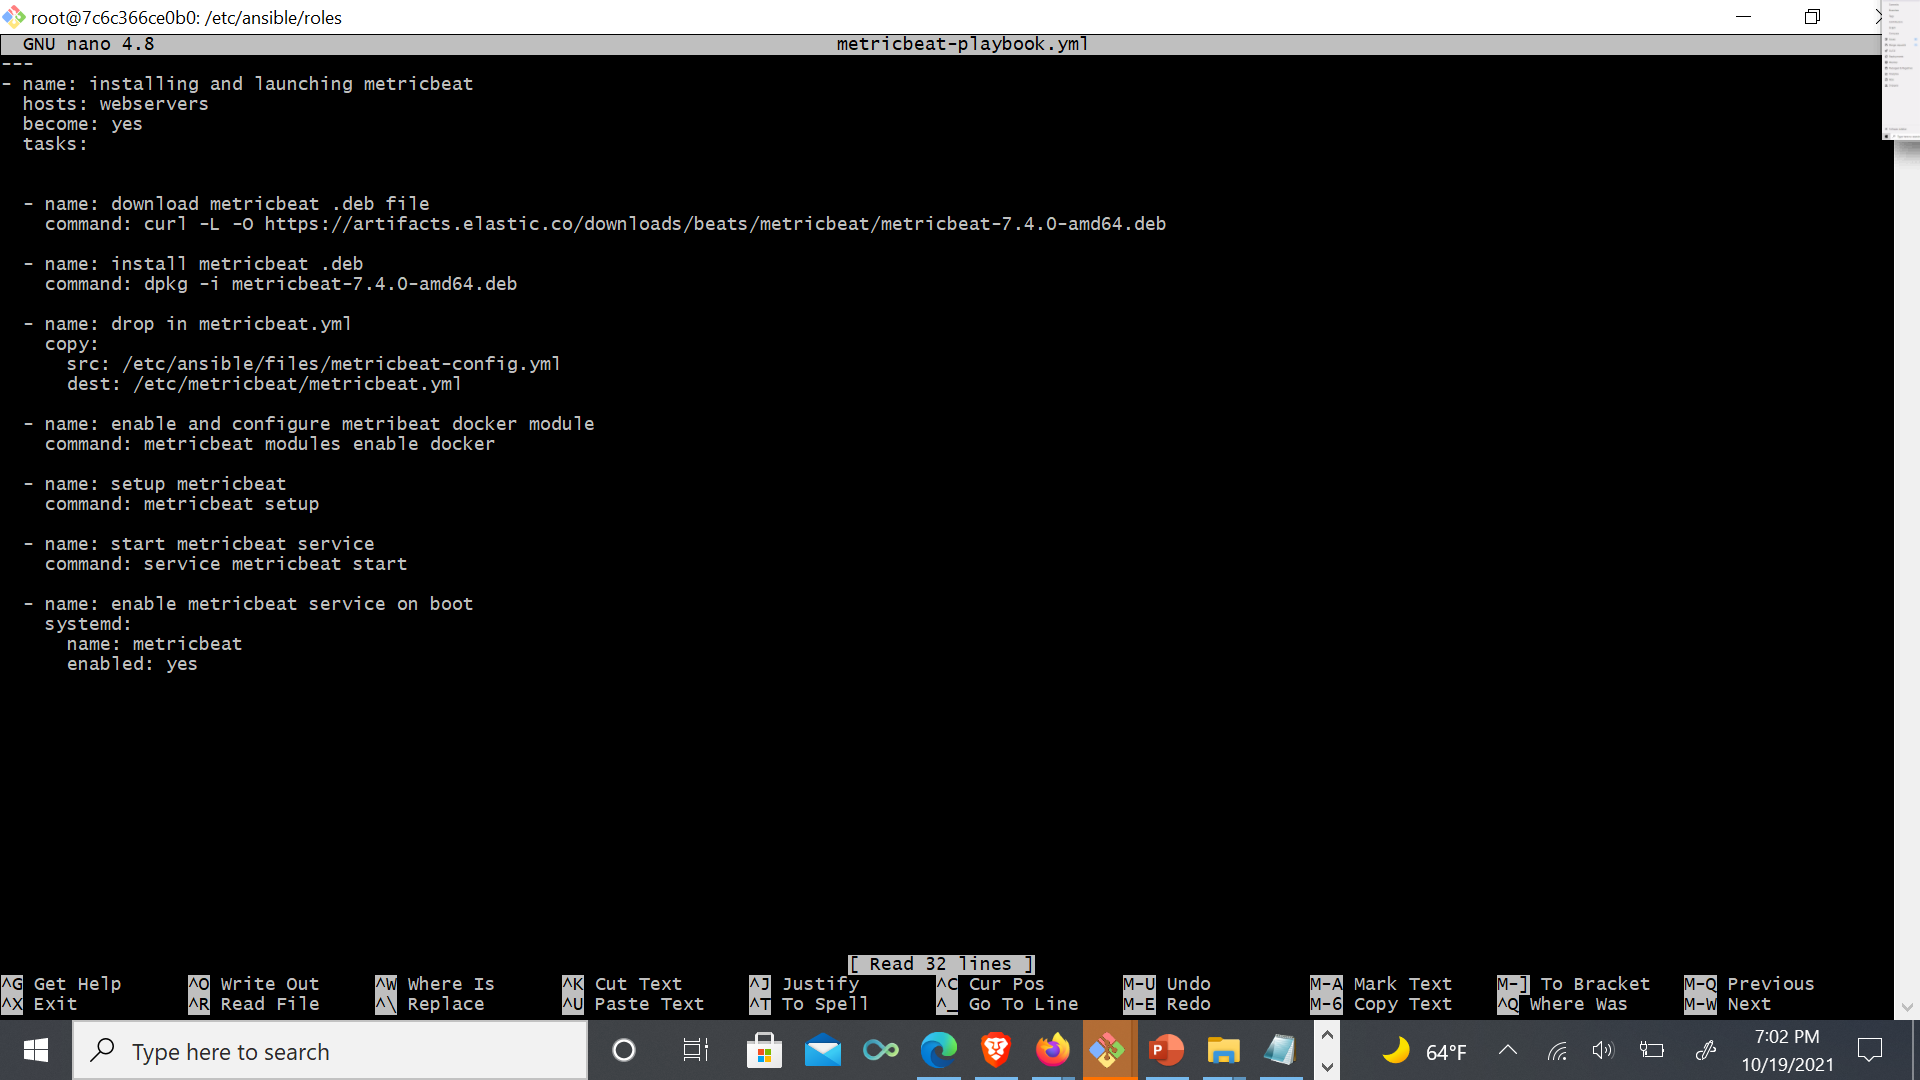 root@7c6c366ce0b0: /etc/ansible/roles
GNU nano 4.8 metricbeat-playbook.yml
---
- name: installing and launching metricbeat
  hosts: webservers
  become: yes
  tasks:
  - name: download metricbeat .deb file
    command: curl -L -O https://artifacts.elastic.co/downloads/beats/metricbeat/metricbeat-7.4.0-amd64.deb
  - name: install metricbeat .deb
    command: dpkg -i metricbeat-7.4.0-amd64.deb
  - name: drop in metricbeat.yml
    copy:
      src: /etc/ansible/files/metricbeat-config.yml
      dest: /etc/metricbeat/metricbeat.yml
  - name: enable and configure metribeat docker module
    command: metricbeat modules enable docker
  - name: setup metricbeat
    command: metricbeat setup
  - name: start metricbeat service
    command: service metricbeat start
  - name: enable metricbeat service on boot
    systemd:
      name: metricbeat
      enabled: yes
[ Read 32 lines ]
^G Get Help ^O Write Out ^W Where Is ^K Cut Text ^J Justify ^C Cur Pos M-U Undo M-A Mark Text M-] To Bracket M-Q Previous
^X Exit ^R Read File ^\ Replace ^U Paste Text ^T To Spell ^_ Go To Line M-E Redo M-6 Copy Text ^Q Where Was M-W Next
Type here to search
64°F
7:02 PM
10/19/2021